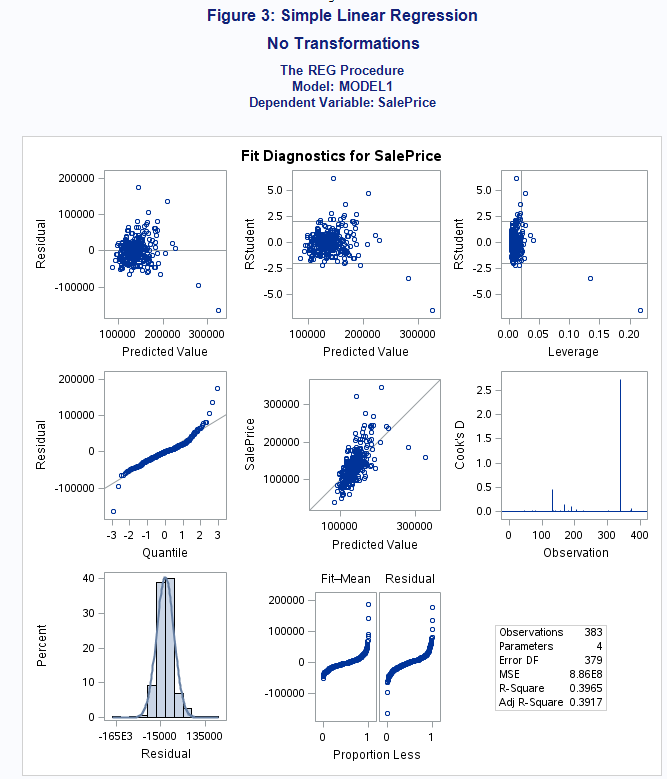 Figure 3: Simple Linear Regression
No Transformations
The REG Procedure
Model: MODEL1
Dependent Variable: SalePrice
Fit Diagnostics for SalePrice
200000
100000
0
-100000
Residual
100000 200000 300000
Predicted Value
5.0
2.5
0.0
-2.5
-5.0
RStudent
100000 200000 300000
Predicted Value
5.0
2.5
0.0
-2.5
-5.0
RStudent
0.00 0.05 0.10 0.15 0.20
Leverage
200000
100000
0
-100000
Residual
-3 -2 -1 0 1 2 3
Quantile
300000
200000
100000
SalePrice
100000 300000
Predicted Value
2.5
2.0
1.5
1.0
0.5
0.0
Cook's D
0 100 200 300 400
Observation
40
30
20
10
0
Percent
-165E3 -15000 135000
Residual
Fit–Mean Residual
200000
100000
0
-100000
0 1 0 1
Proportion Less
Observations 383
Parameters 4
Error DF 379
MSE 8.86E8
R-Square 0.3965
Adj R-Square 0.3917